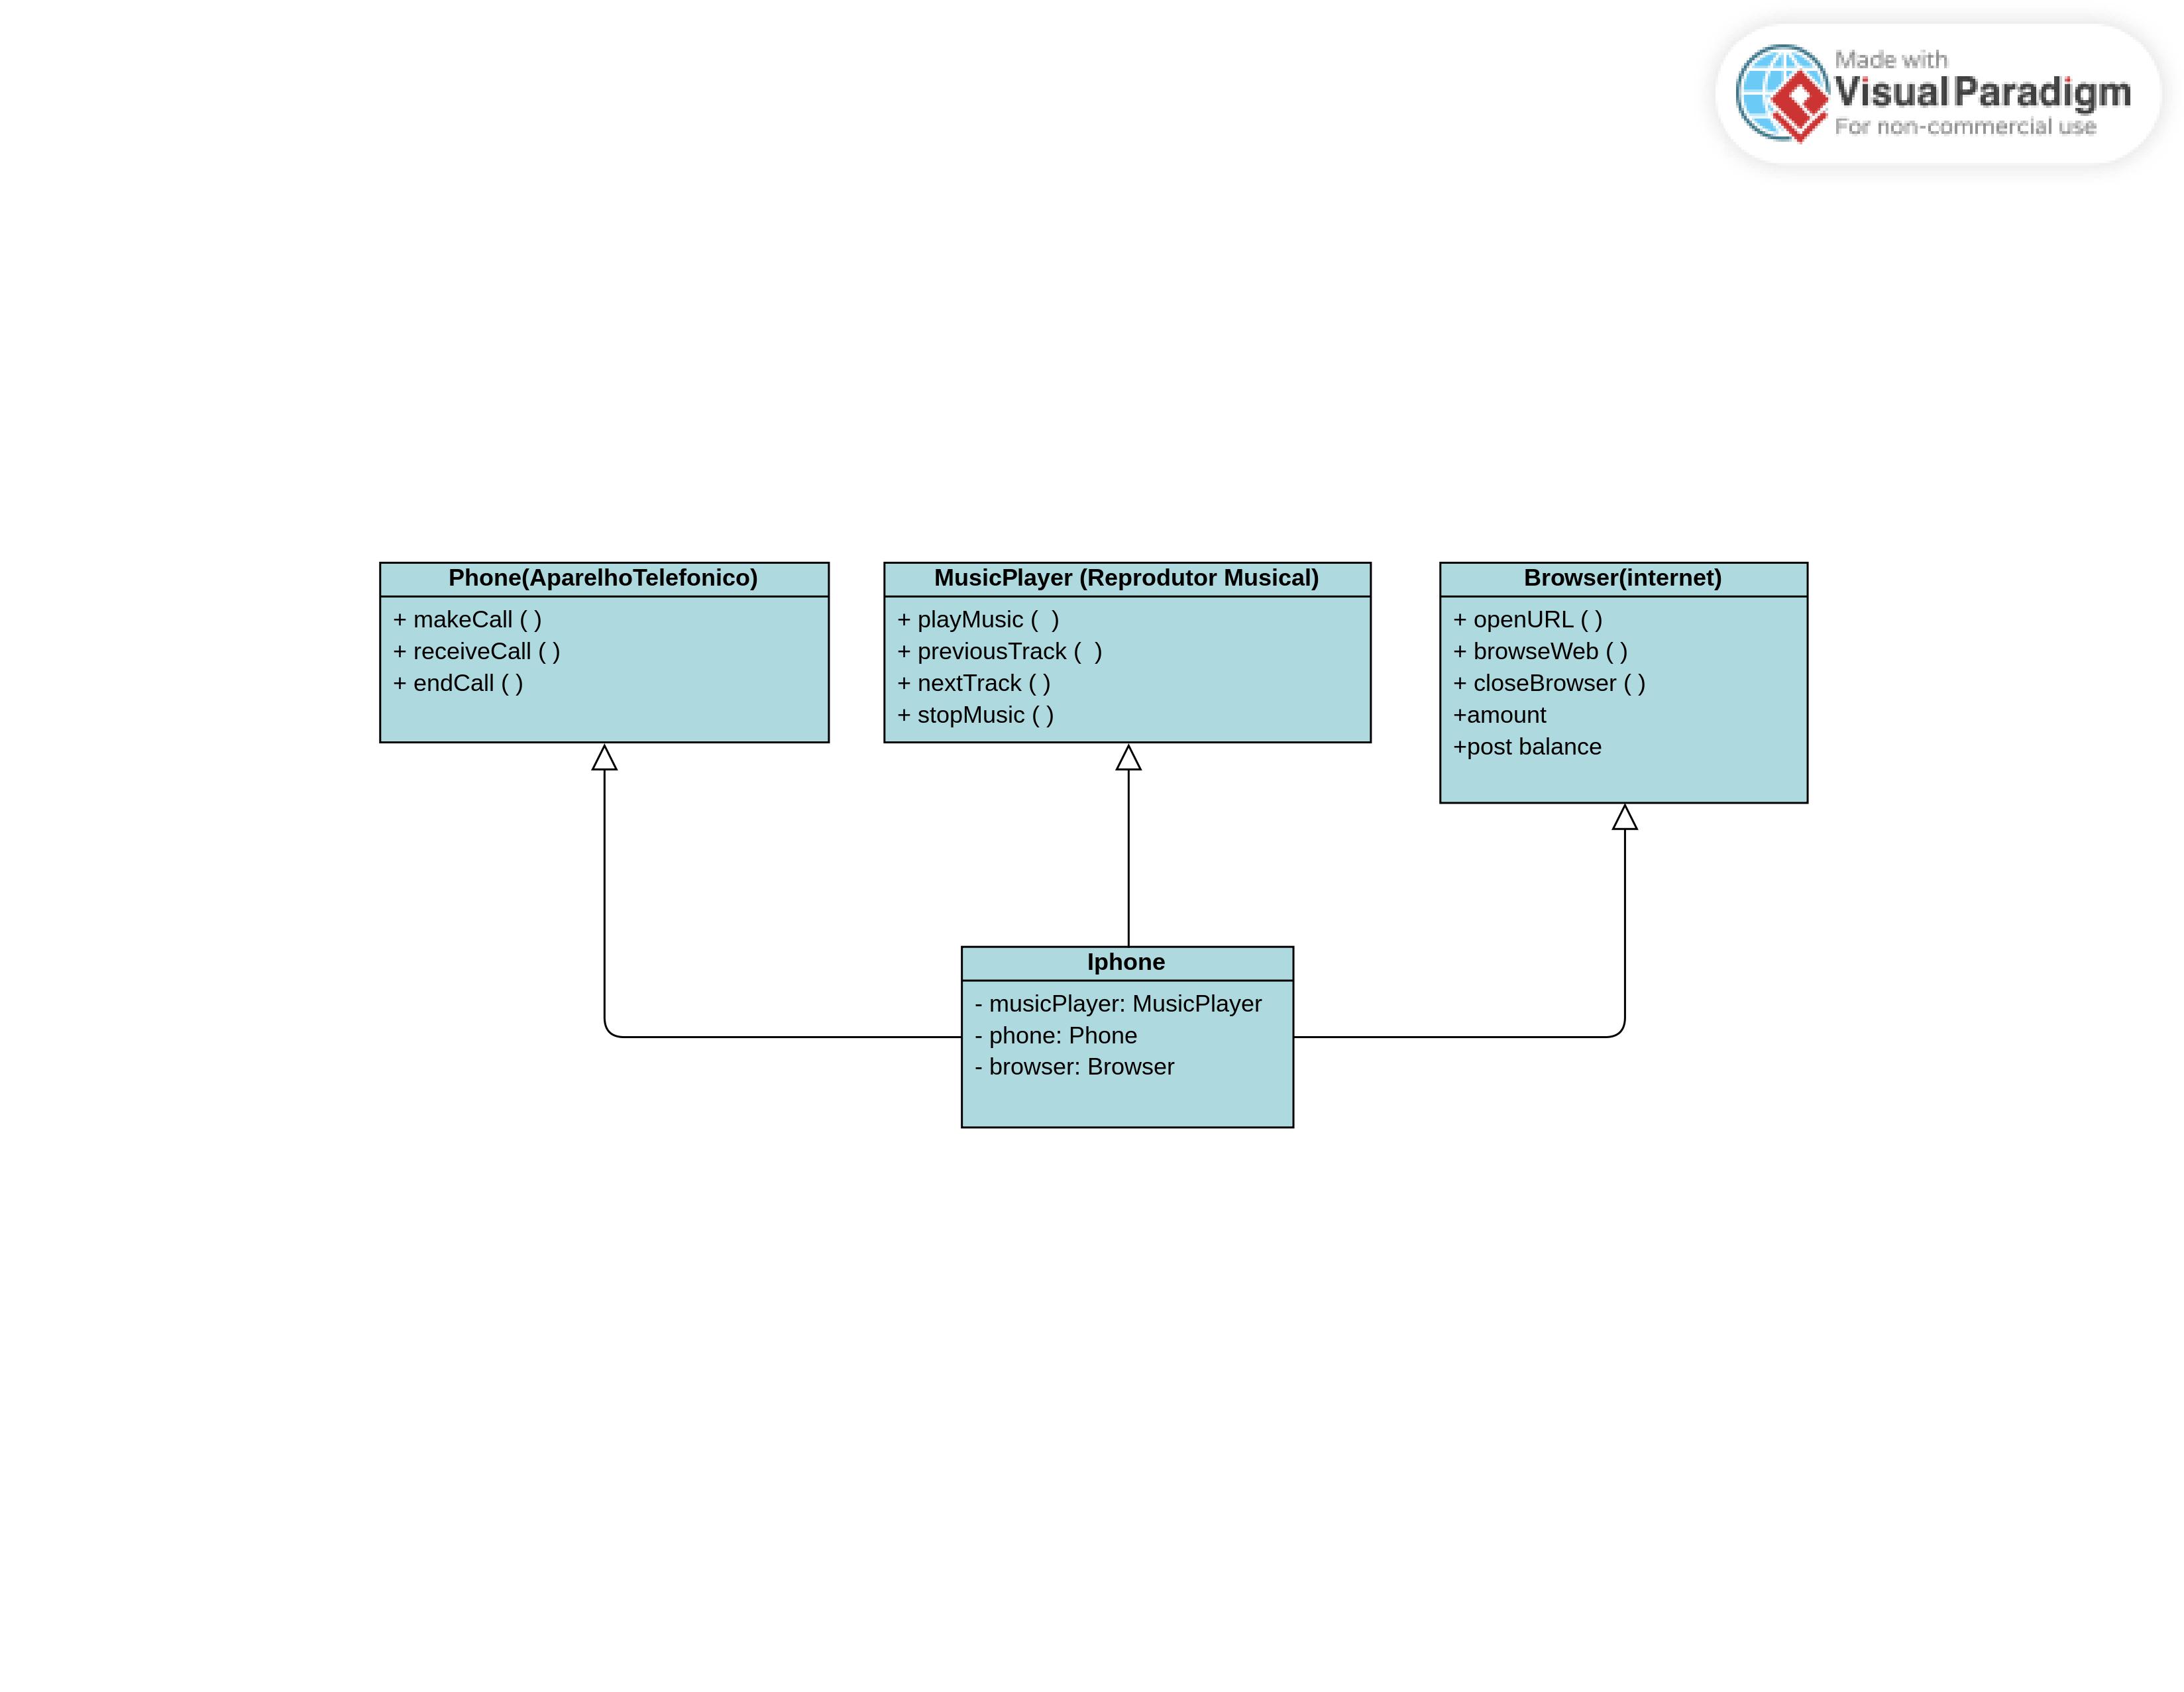 Made with
Visual Paradigm
For non-commercial use
Phone(AparelhoTelefonico)
+ makeCall ( )
+ receiveCall ( )
+ endCall ( )
MusicPlayer (Reprodutor Musical)
+ playMusic (  )
+ previousTrack (  )
+ nextTrack ( )
+ stopMusic ( )
Browser(internet)
+ openURL ( )
+ browseWeb ( )
+ closeBrowser ( )
+amount
+post balance
Iphone
- musicPlayer: MusicPlayer
- phone: Phone
- browser: Browser